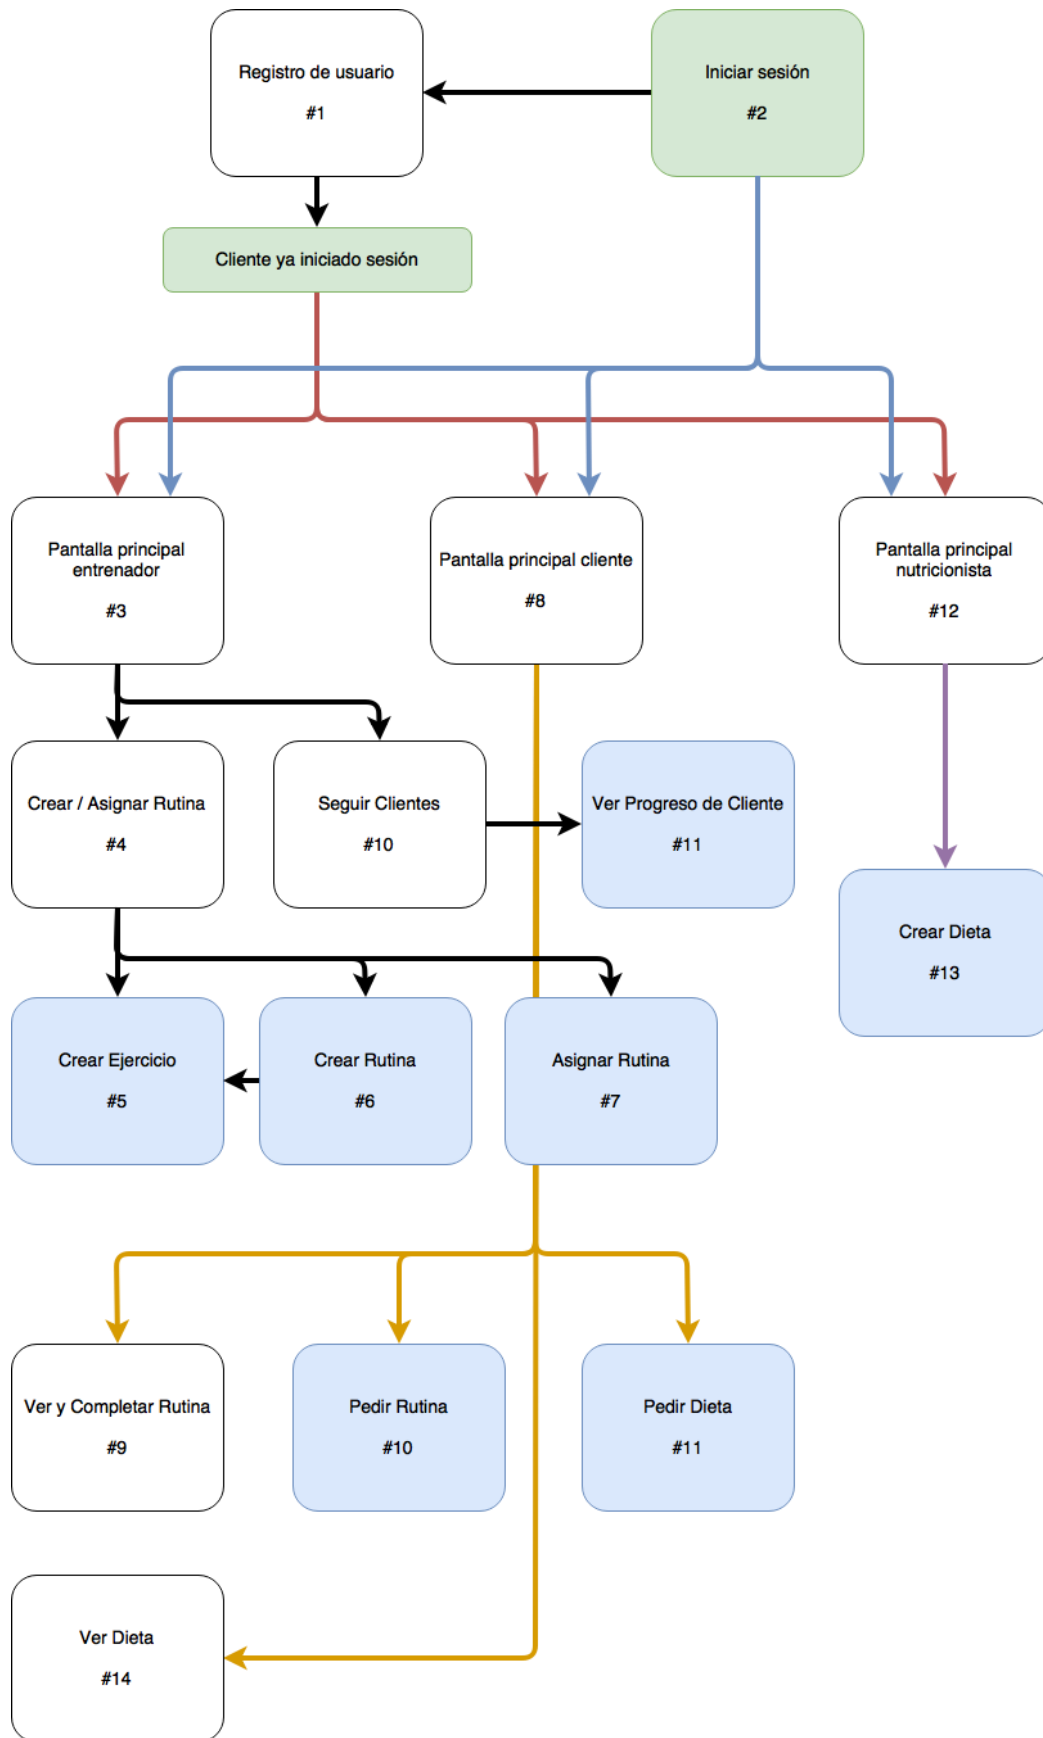 Registro de usuario
#1
Iniciar sesión
#2
Cliente ya iniciado sesión
Pantalla principal
entrenador
#3
Pantalla principal cliente
#8
Pantalla principal
nutricionista
#12
Crear / Asignar Rutina
#4
Seguir Clientes
#10
Ver Progreso de Cliente
#11
Crear Dieta
#13
Crear Ejercicio
#5
Crear Rutina
#6
Asignar Rutina
#7
Ver y Completar Rutina
#9
Pedir Rutina
#10
Pedir Dieta
#11
Ver Dieta
#14